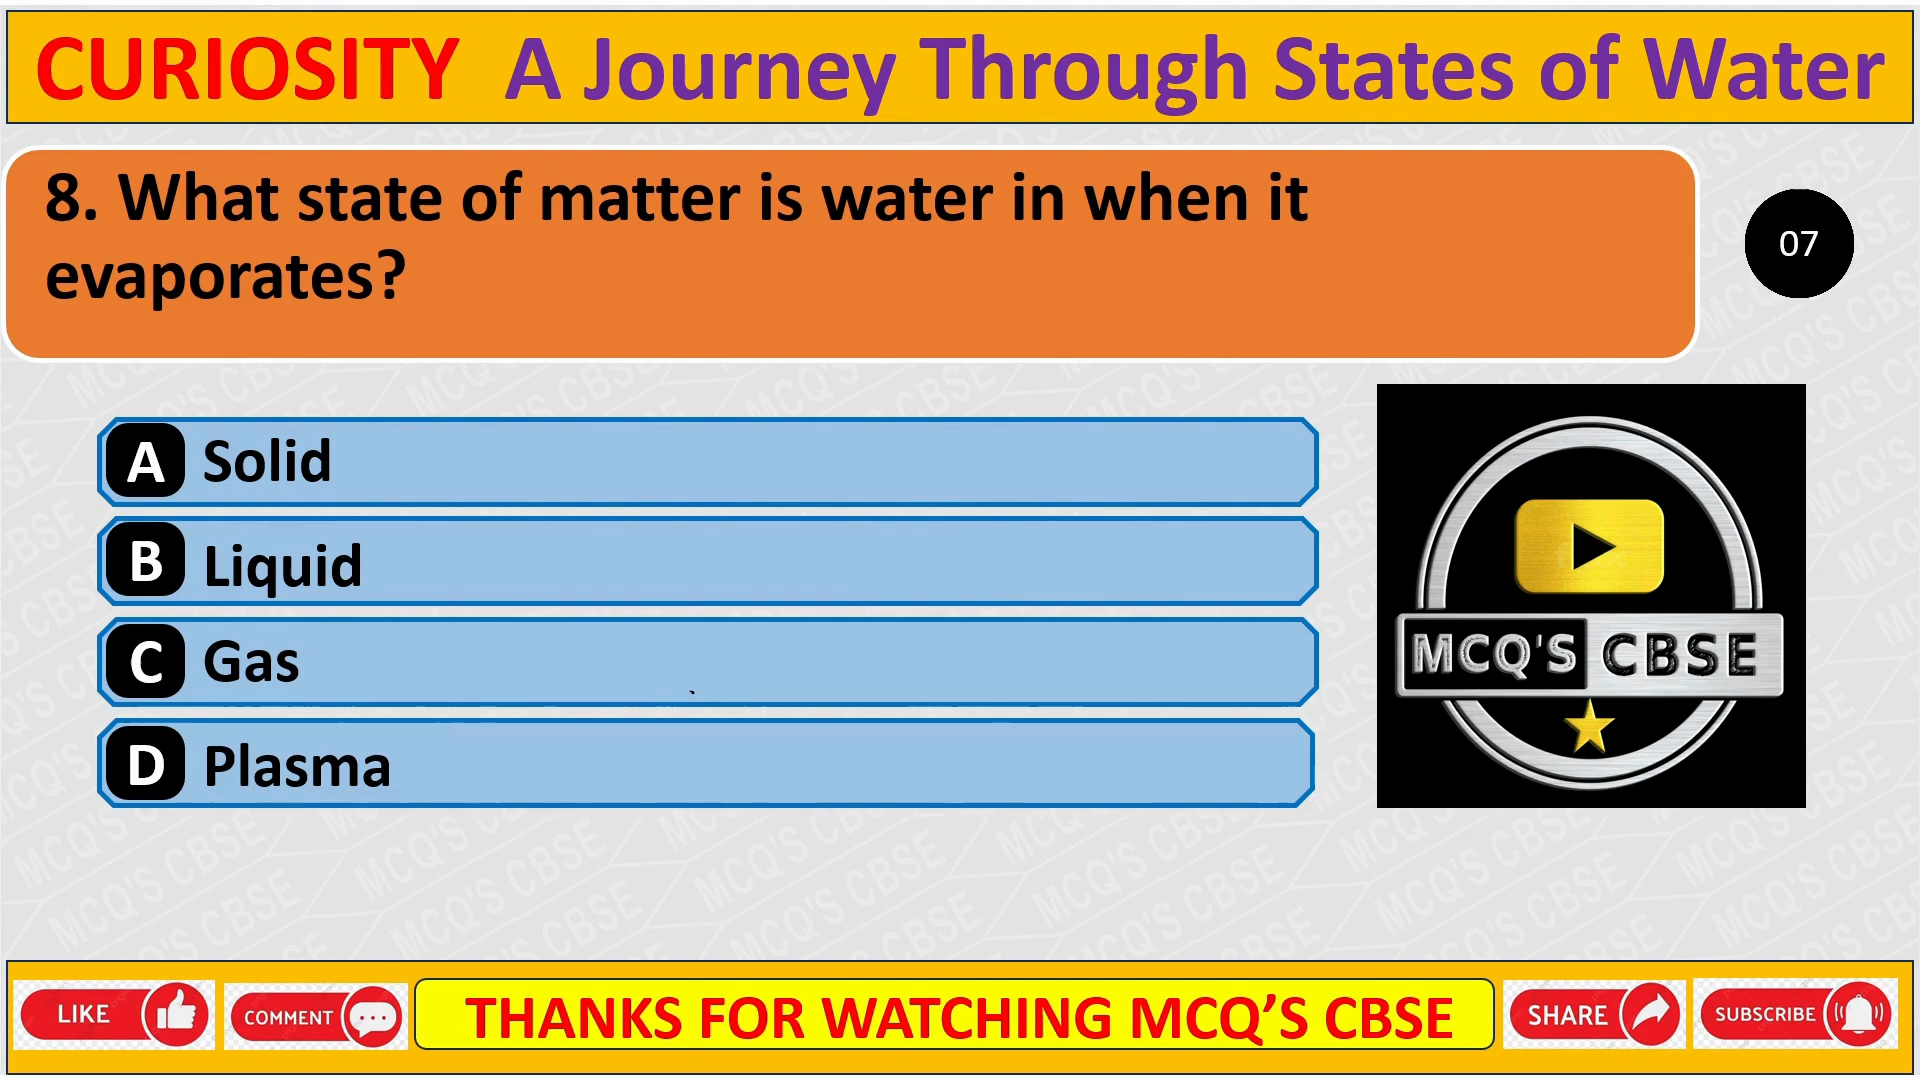 CURIOSITY A Journey Through States of Water
8. What state of matter is water in when it
evaporates?
07
A Solid
B Liquid
C Gas
D Plasma
MCQ'S CBSE
LIKE
COMMENT
THANKS FOR WATCHING MCQ’S CBSE
SHARE
SUBSCRIBE